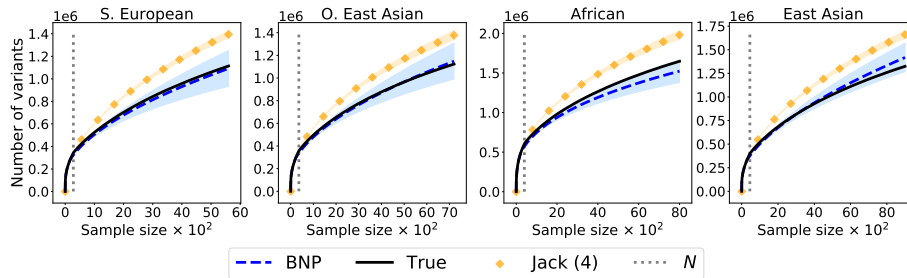 S. European
O. East Asian
African
East Asian
1e6
1e6
1e6
1e6
Number of variants
1.4
1.2
1.0
0.8
0.6
0.4
0.2
0.0
1.4
1.2
1.0
0.8
0.6
0.4
0.2
0.0
2.0
1.5
1.0
0.5
0.0
1.75
1.50
1.25
1.00
0.75
0.50
0.25
0.00
0 10 20 30 40 50 60
0 10 20 30 40 50 60 70
0 20 40 60 80
0 20 40 60 80
Sample size × 10²
Sample size × 10²
Sample size × 10²
Sample size × 10²
BNP True Jack (4) N